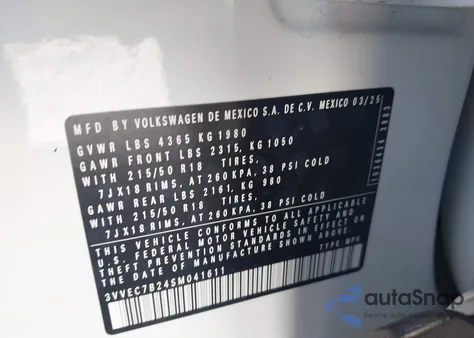 MFD BY VOLKSWAGEN DE MEXICO S.A. DE C.V. MEXICO 03/25
GVWR LBS 4365 KG 1980
GAWR FRONT LBS 2315, KG 1050
WITH 215/50 R18 TIRES,
7JX18 RIMS, AT 260 KPA, 38 PSI COLD
GAWR REAR LBS 2161, KG 980
WITH 215/50 R18 TIRES,
7JX18 RIMS, AT 260 KPA, 38 PSI COLD
THIS VEHICLE CONFORMS TO ALL APPLICABLE
U.S. FEDERAL MOTOR VEHICLE SAFETY AND
THEFT PREVENTION STANDARDS IN EFFECT ON
THE DATE OF MANUFACTURE SHOWN ABOVE.
TYPE: MPV
3VVEC7B24SM041611
autoSnap